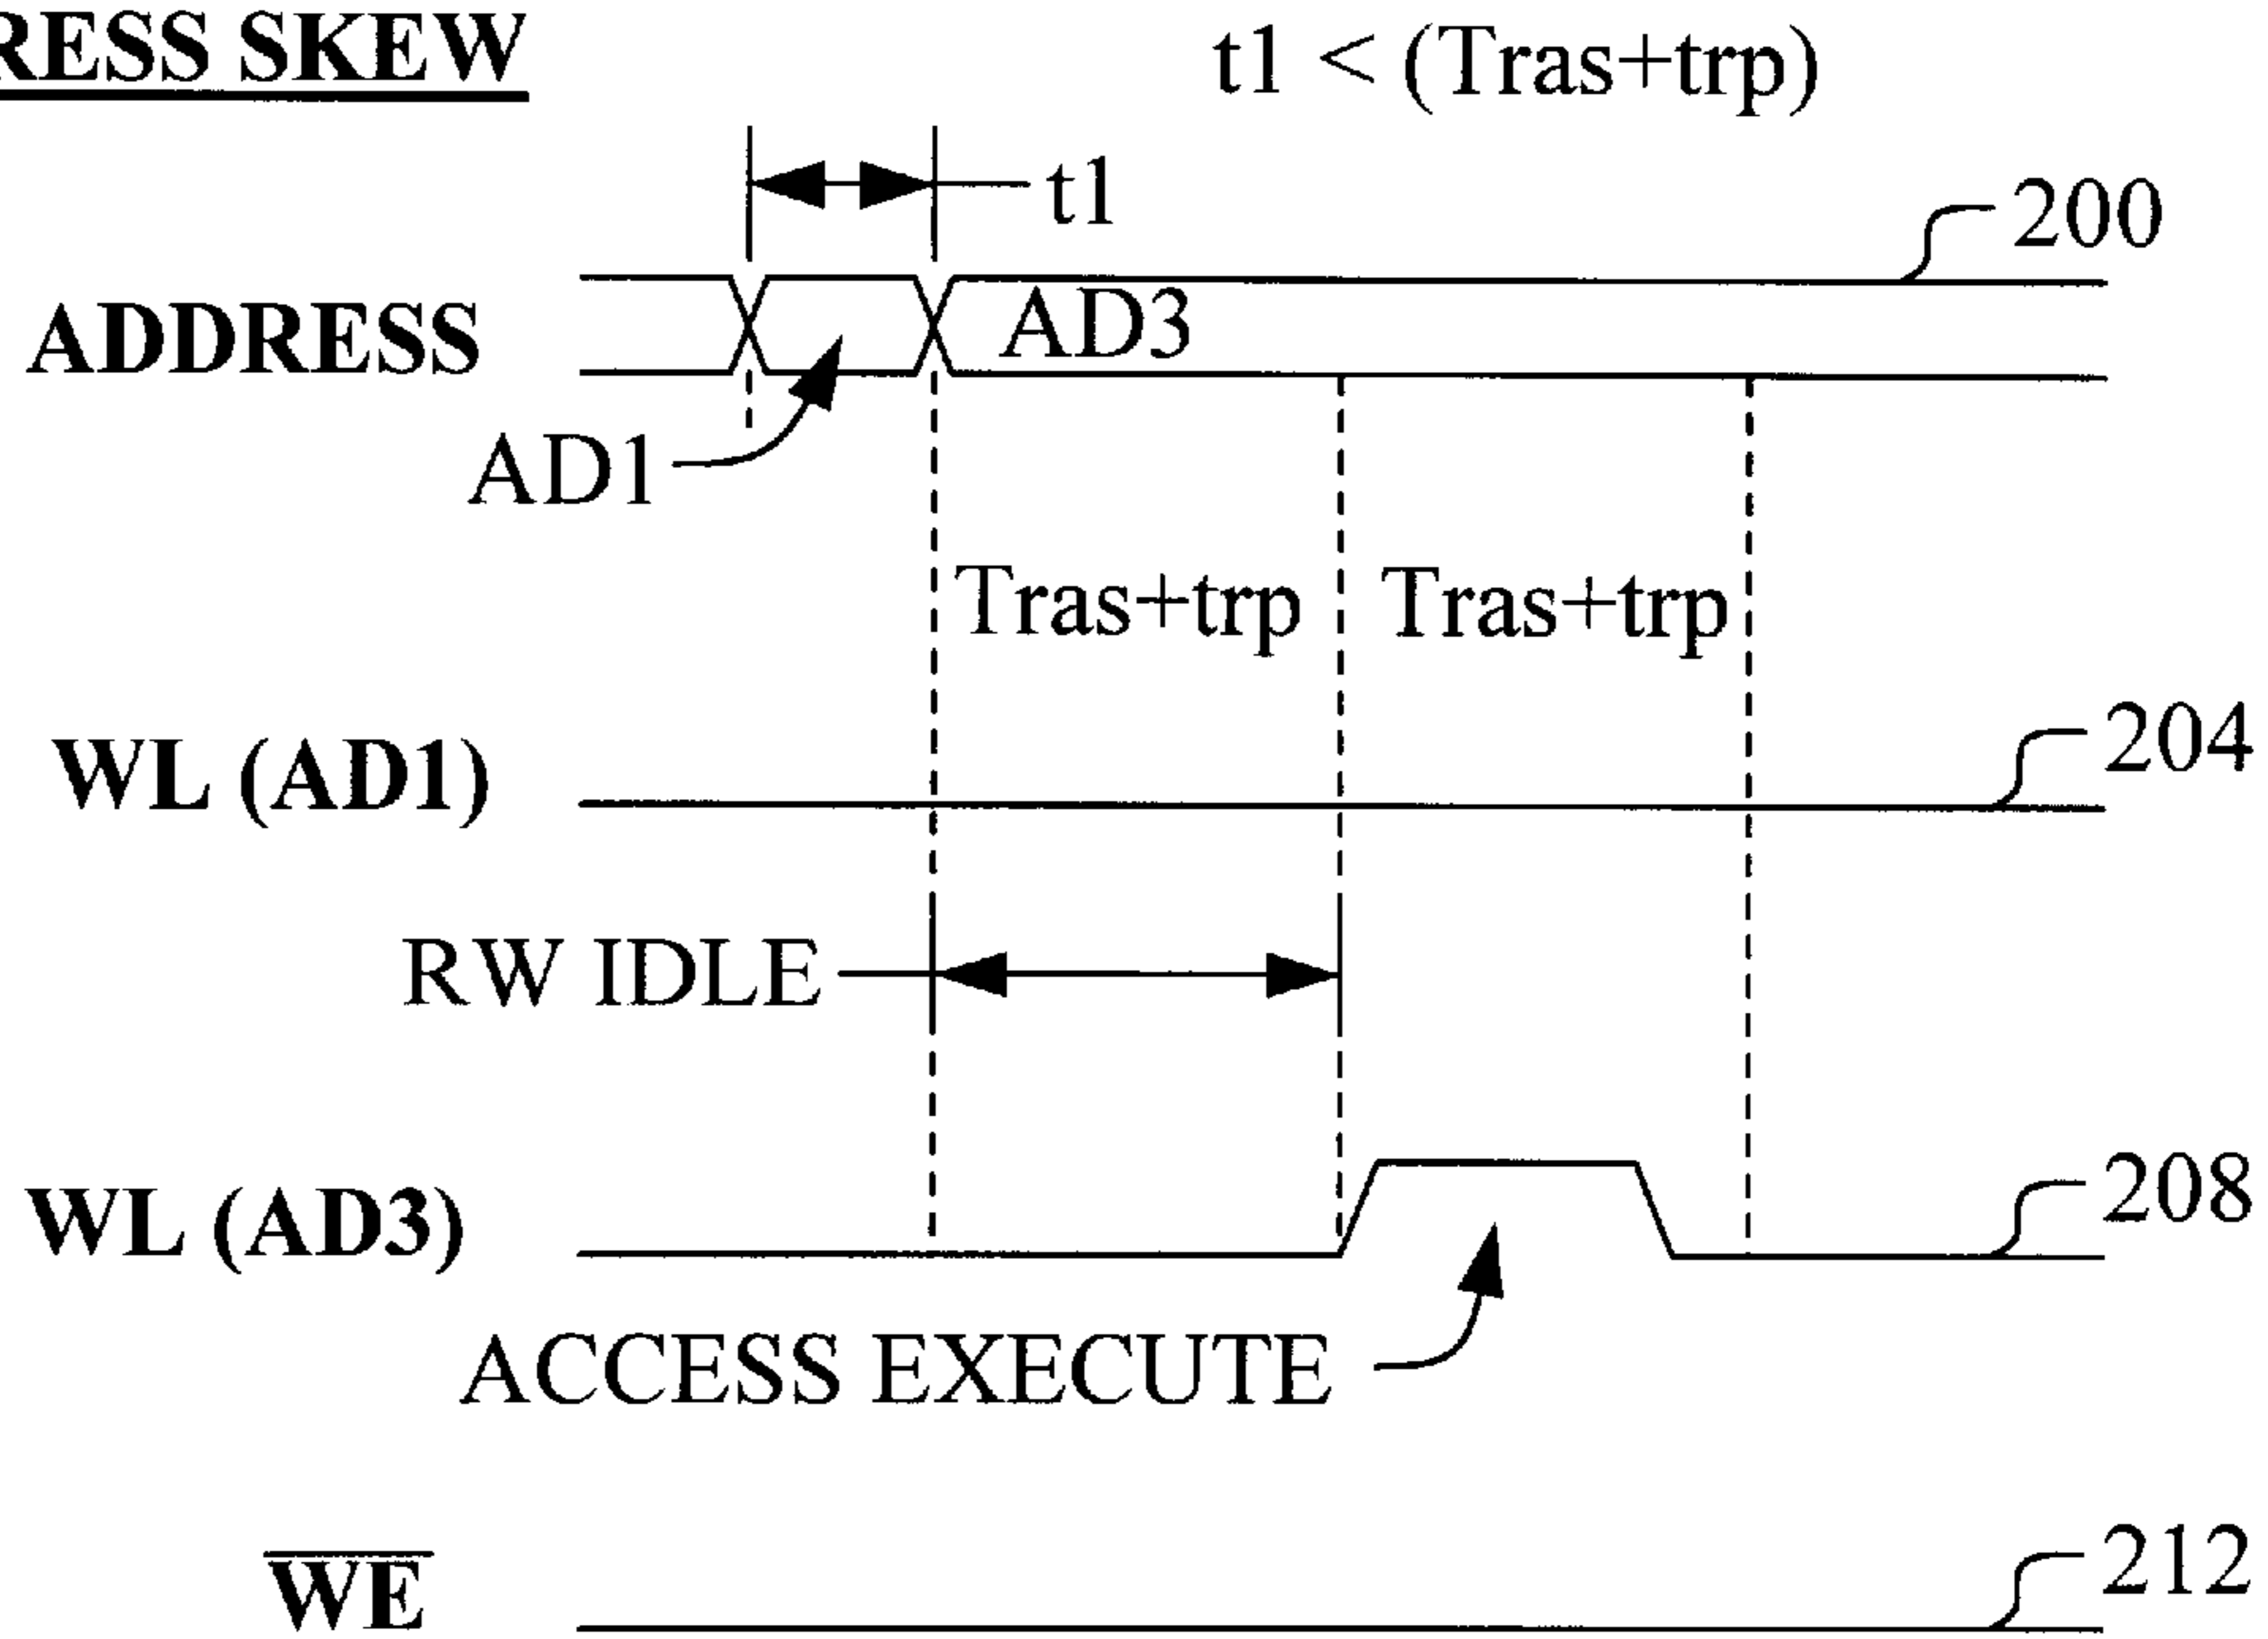 RESS SKEW
t1 < (Tras+trp)
t1
200
ADDRESS
AD3
AD1
Tras+trp
Tras+trp
WL (AD1)
204
RW IDLE
WL (AD3)
208
ACCESS EXECUTE
WE
212